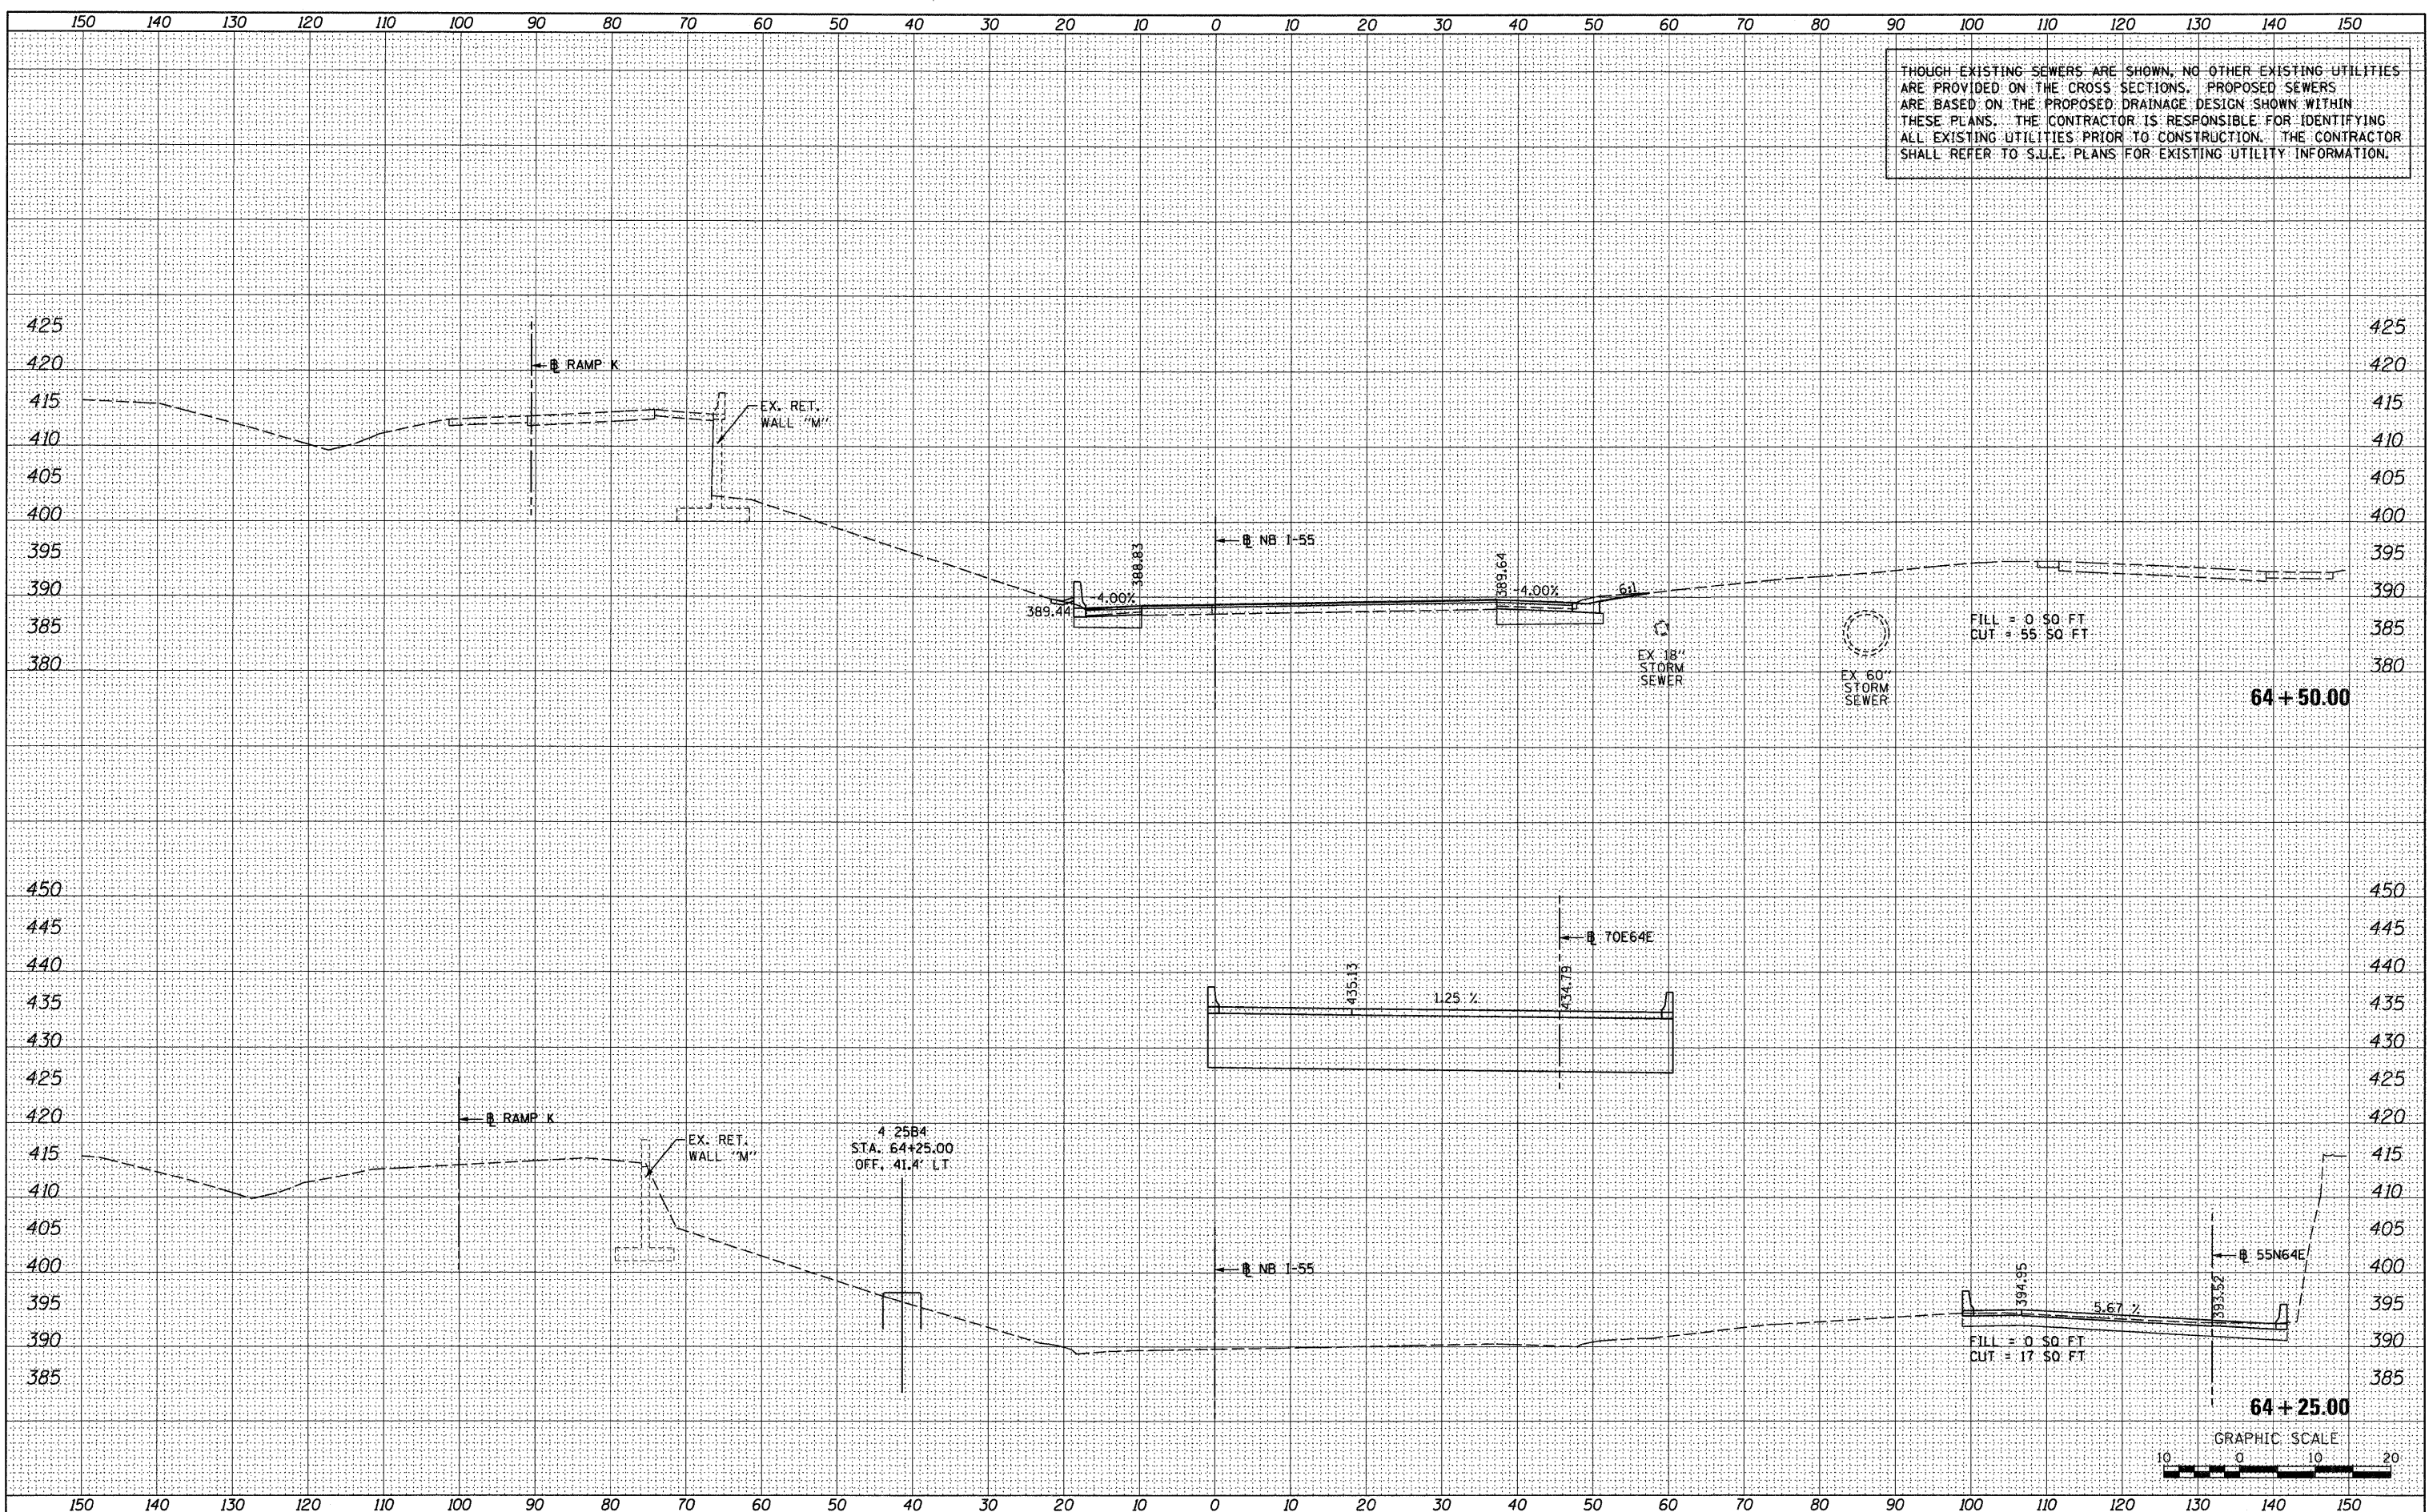 150 140 130 120 110 100 90 80 70 60 50 40 30 20 10 0 10 20 30 40 50 60 70 80 90 100 110 120 130 140 150
THOUGH EXISTING SEWERS ARE SHOWN, NO OTHER EXISTING UTILITIES
ARE PROVIDED ON THE CROSS SECTIONS. PROPOSED SEWERS
ARE BASED ON THE PROPOSED DRAINAGE DESIGN SHOWN WITHIN
THESE PLANS. THE CONTRACTOR IS RESPONSIBLE FOR IDENTIFYING
ALL EXISTING UTILITIES PRIOR TO CONSTRUCTION. THE CONTRACTOR
SHALL REFER TO S.U.E. PLANS FOR EXISTING UTILITY INFORMATION.
425 425
420 ℄ RAMP K 420
415 EX. RET. 415
WALL "M"
410 410
405 405
400 400
℄ NB I-55
395 388.83 389.64 395
390 -4.00% -4.00% 6:1 390
389.44
385 FILL = 0 SQ FT 385
CUT = 55 SQ FT
380 380
EX 18"
STORM
SEWER
EX 60"
STORM
SEWER
64+50.00
450 450
445 ℄ 70E64E 445
440 440
435 435.13 1.25 % 434.79 435
430 430
425 425
420 ℄ RAMP K 420
415 EX. RET. 415
WALL "M"
4 25B4
STA. 64+25.00
OFF. 41.4' LT
410 410
405 405
℄ 55N64E
400 ℄ NB I-55 400
395 394.95 5.67 % 393.52 395
390 FILL = 0 SQ FT 390
CUT = 17 SQ FT
385 385
64+25.00
GRAPHIC SCALE
10 0 10 20
150 140 130 120 110 100 90 80 70 60 50 40 30 20 10 0 10 20 30 40 50 60 70 80 90 100 110 120 130 140 150